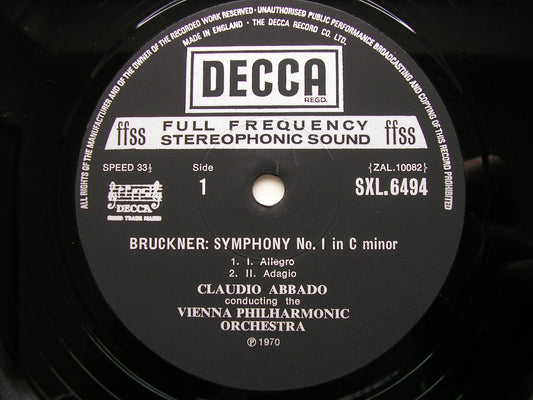 ALL RIGHTS OF THE MANUFACTURER AND OF THE OWNER OF THE RECORDED WORK RESERVED · UNAUTHORISED PUBLIC PERFORMANCE BROADCASTING AND COPYING OF THIS RECORD PROHIBITED
MADE IN ENGLAND · THE DECCA RECORD CO. LTD.
DECCA
REGD.
ffss FULL FREQUENCY ffss
STEREOPHONIC SOUND
SPEED 33⅓ Side {ZAL.10082}
1 SXL.6494
DECCA
BRUCKNER: SYMPHONY No. 1 in C minor
1. I. Allegro
2. II. Adagio
CLAUDIO ABBADO
conducting the
VIENNA PHILHARMONIC
ORCHESTRA
℗ 1970